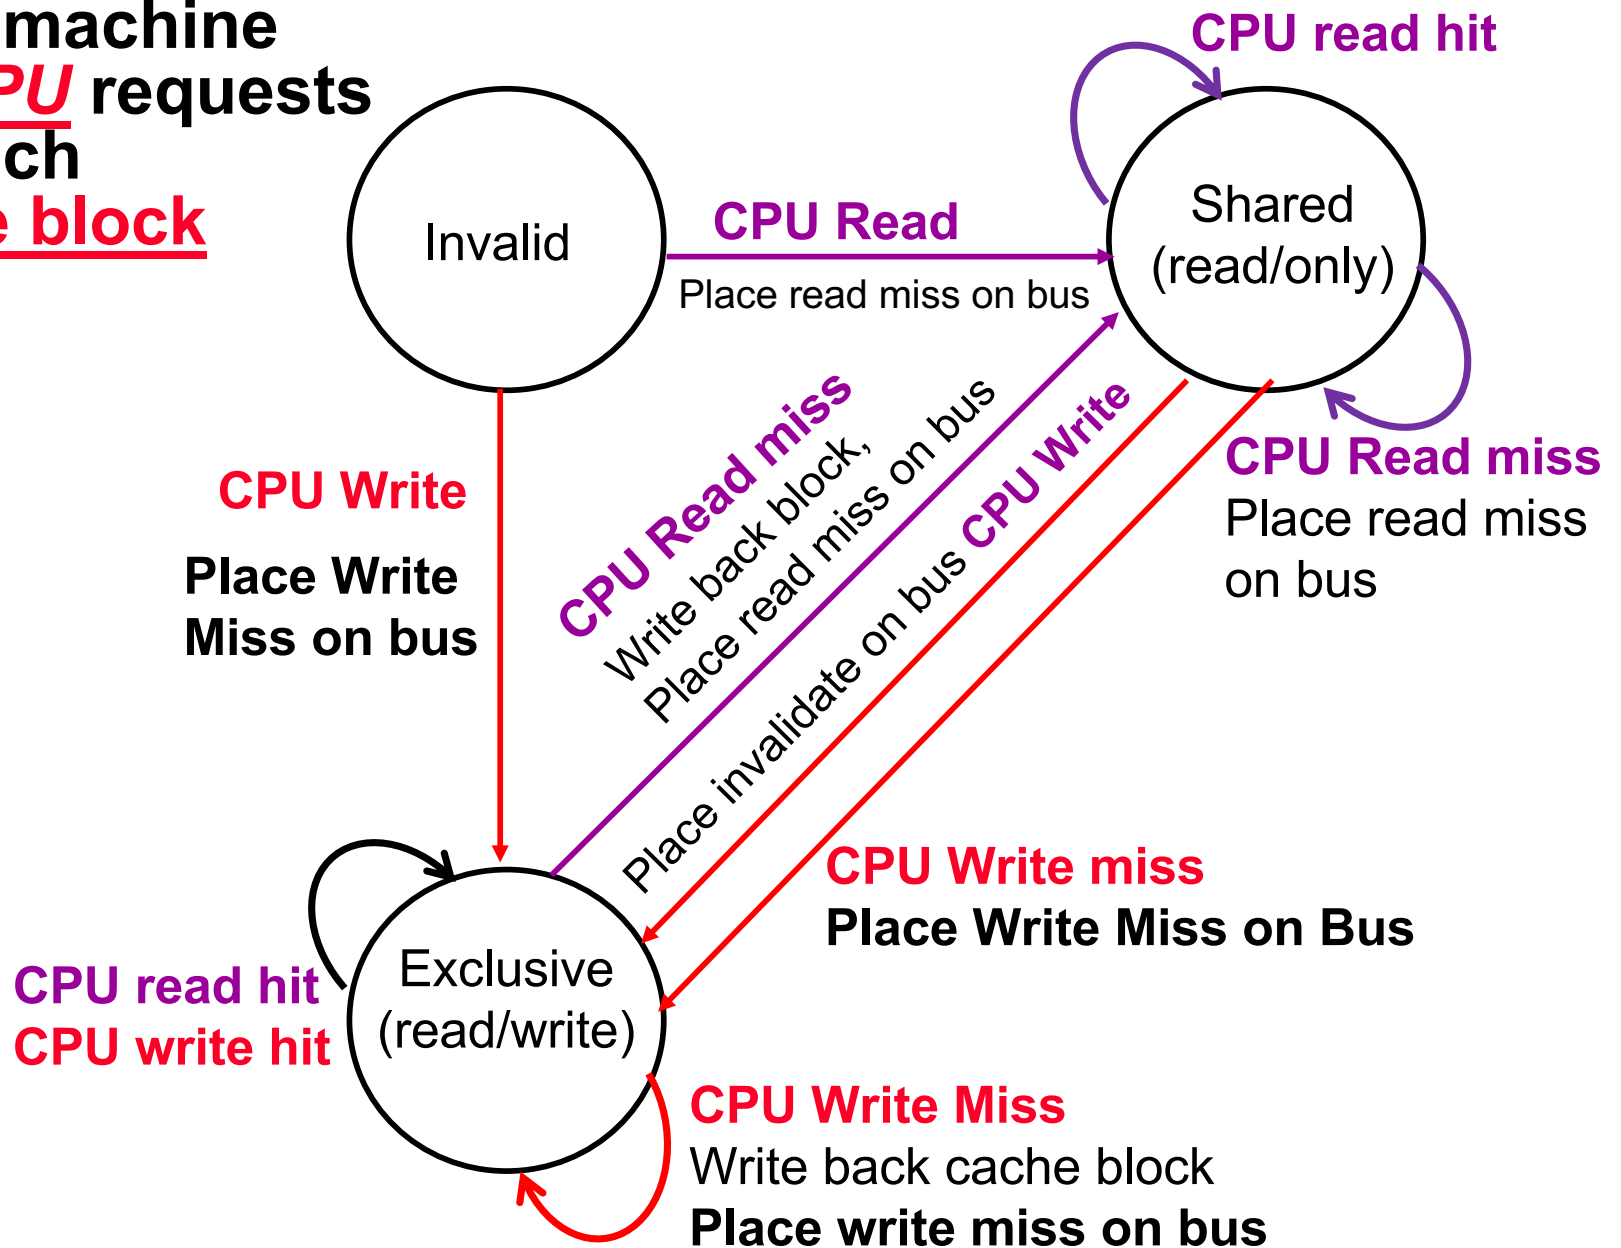 machine
PU requests
ch
e block
CPU read hit
Invalid
CPU Read
Place read miss on bus
Shared
(read/only)
CPU Read miss
Write back block,
Place read miss on bus
Place invalidate on bus CPU Write
CPU Read miss
Place read miss
on bus
CPU Write
Place Write
Miss on bus
CPU Write miss
Place Write Miss on Bus
CPU read hit
CPU write hit
Exclusive
(read/write)
CPU Write Miss
Write back cache block
Place write miss on bus